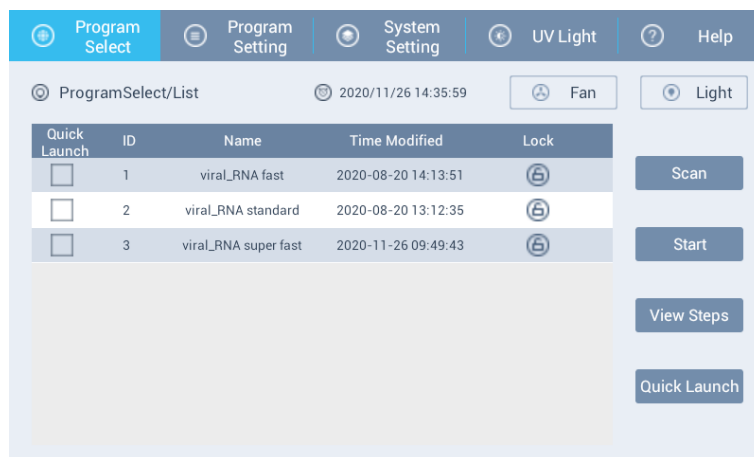 Program
Select
Program
Setting
System
Setting
UV Light
Help
ProgramSelect/List
2020/11/26 14:35:59
Fan
Light
Quick
Launch
ID
Name
Time Modified
Lock
1 viral_RNA fast 2020-08-20 14:13:51
2 viral_RNA standard 2020-08-20 13:12:35
3 viral_RNA super fast 2020-11-26 09:49:43
Scan
Start
View Steps
Quick Launch